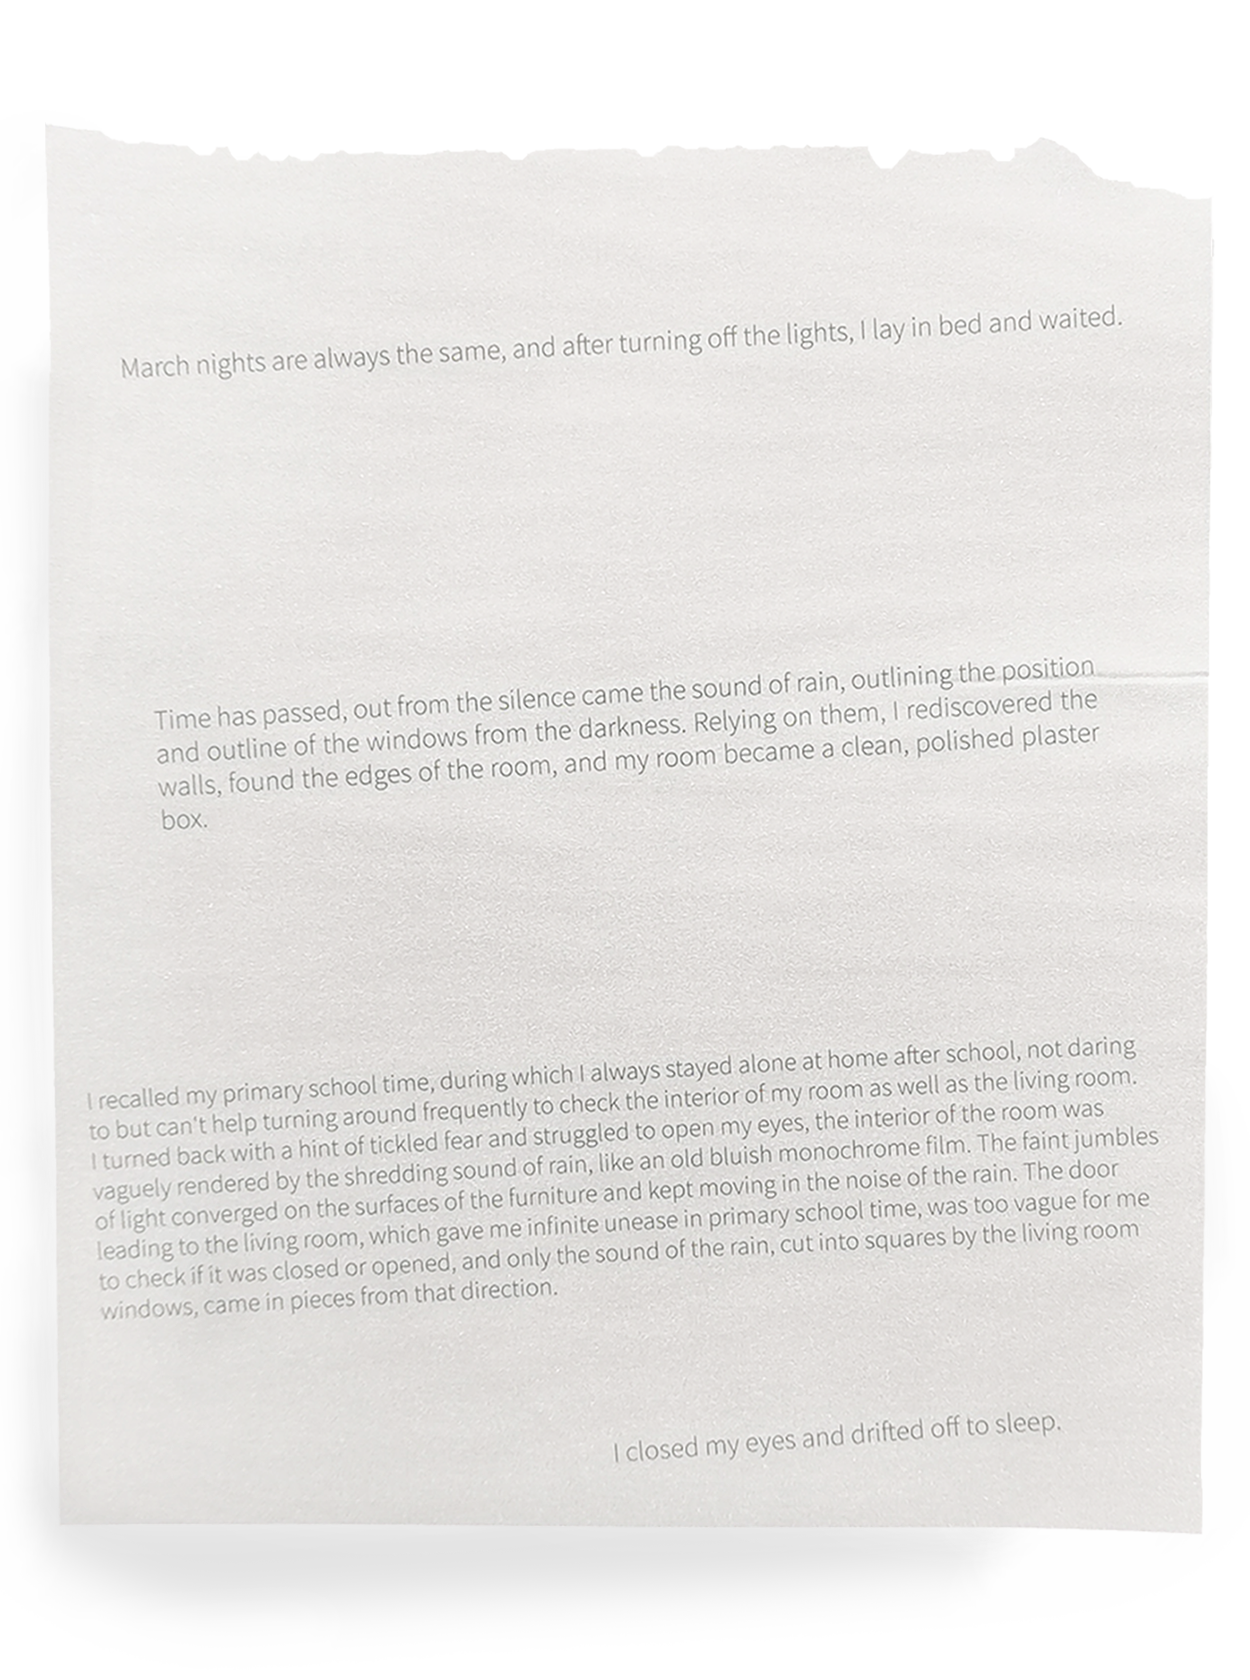 March nights are always the same, and after turning off the lights, I lay in bed and waited.
Time has passed, out from the silence came the sound of rain, outlining the position
and outline of the windows from the darkness. Relying on them, I rediscovered the
walls, found the edges of the room, and my room became a clean, polished plaster
box.
I recalled my primary school time, during which I always stayed alone at home after school, not daring
to but can't help turning around frequently to check the interior of my room as well as the living room.
I turned back with a hint of tickled fear and struggled to open my eyes, the interior of the room was
vaguely rendered by the shredding sound of rain, like an old bluish monochrome film. The faint jumbles
of light converged on the surfaces of the furniture and kept moving in the noise of the rain. The door
leading to the living room, which gave me infinite unease in primary school time, was too vague for me
to check if it was closed or opened, and only the sound of the rain, cut into squares by the living room
windows, came in pieces from that direction.
I closed my eyes and drifted off to sleep.